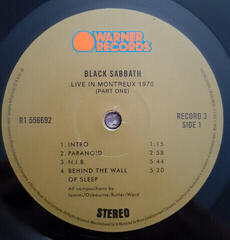 WARNER
RECORDS
BLACK SABBATH
LIVE IN MONTREUX 1970
(PART ONE)
R1 556692
RECORD 3
SIDE 1
1. INTRO 1:15
2. PARANOID 3:05
3. N.I.B. 5:44
4. BEHIND THE WALL 5:20
OF SLEEP
All compositions by
Iommi/Osbourne/Butler/Ward
STEREO